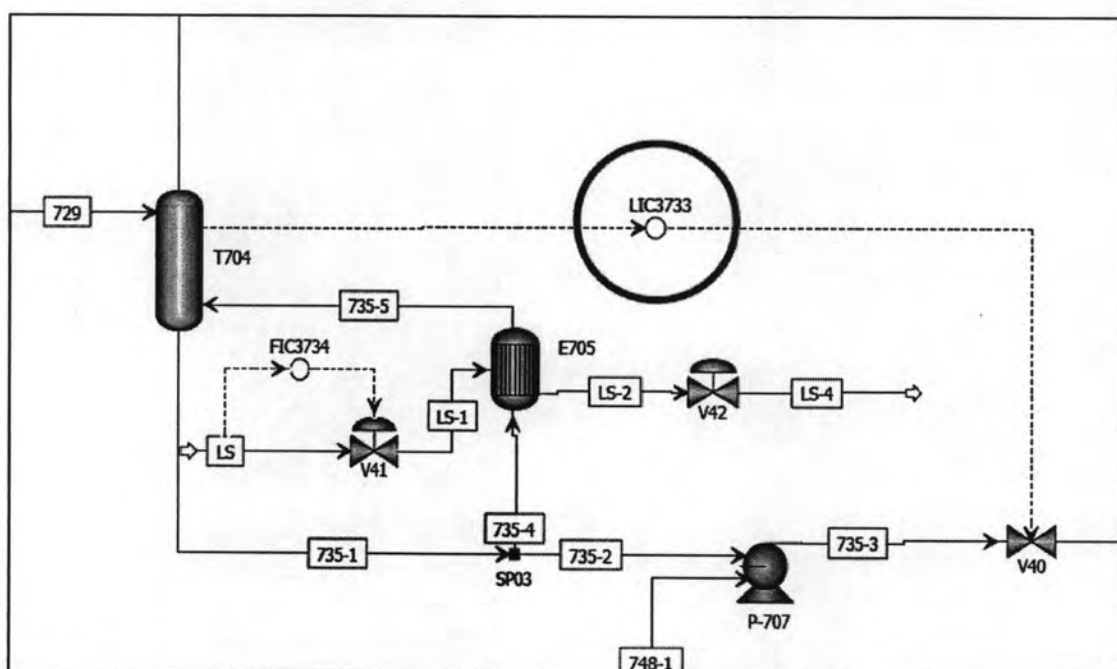 LIC3733
729
T704
735-5
FIC3734
E705
LS-2
LS-4
LS-1
V42
LS
V41
735-4
735-1
735-2
735-3
SP03
V40
P-707
748-1